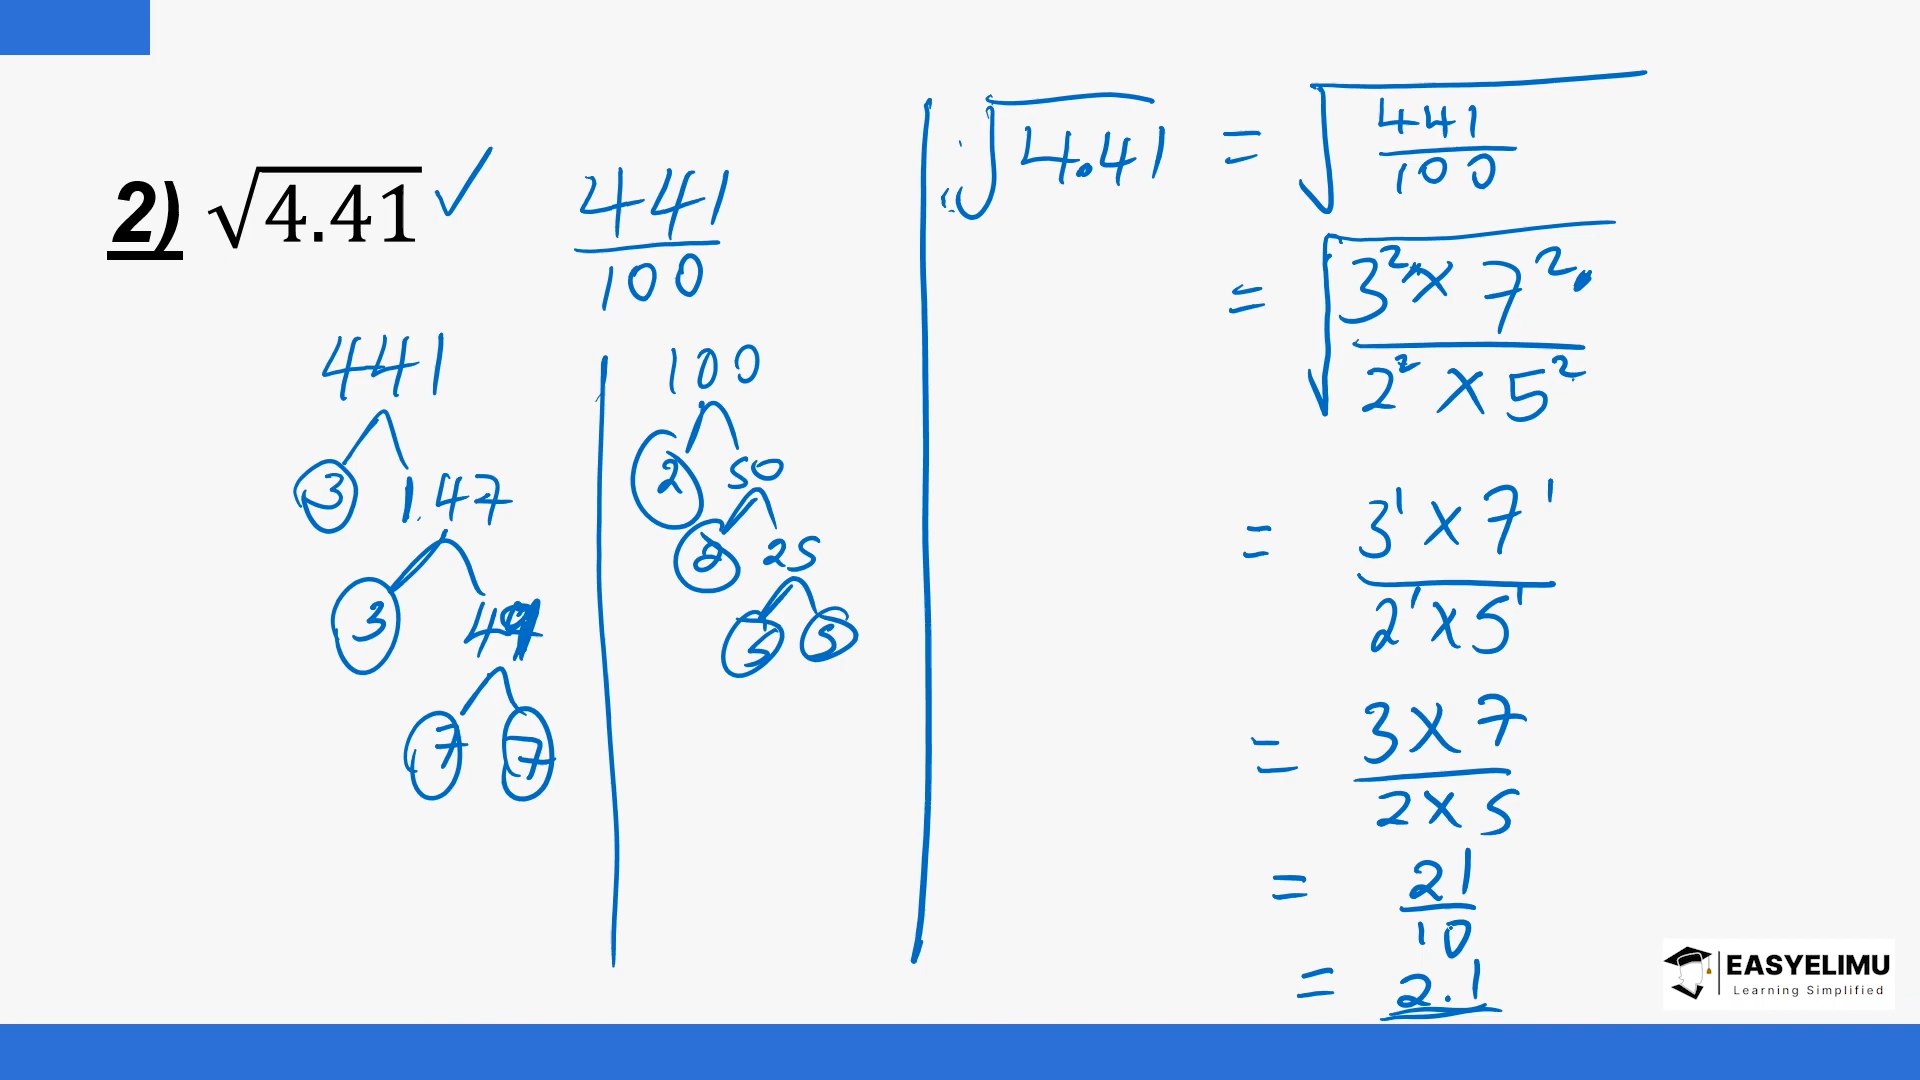 2) √4.41 ✓
441/100
441
3 147
3 49
7 7
100
2 50
2 25
5 5
√4.41 = √(441/100)
= √(3² × 7² / 2² × 5²)
= 3¹ × 7¹ / 2¹ × 5¹
= 3 × 7 / 2 × 5
= 21/10
= 2.1
EASYELIMU
Learning Simplified